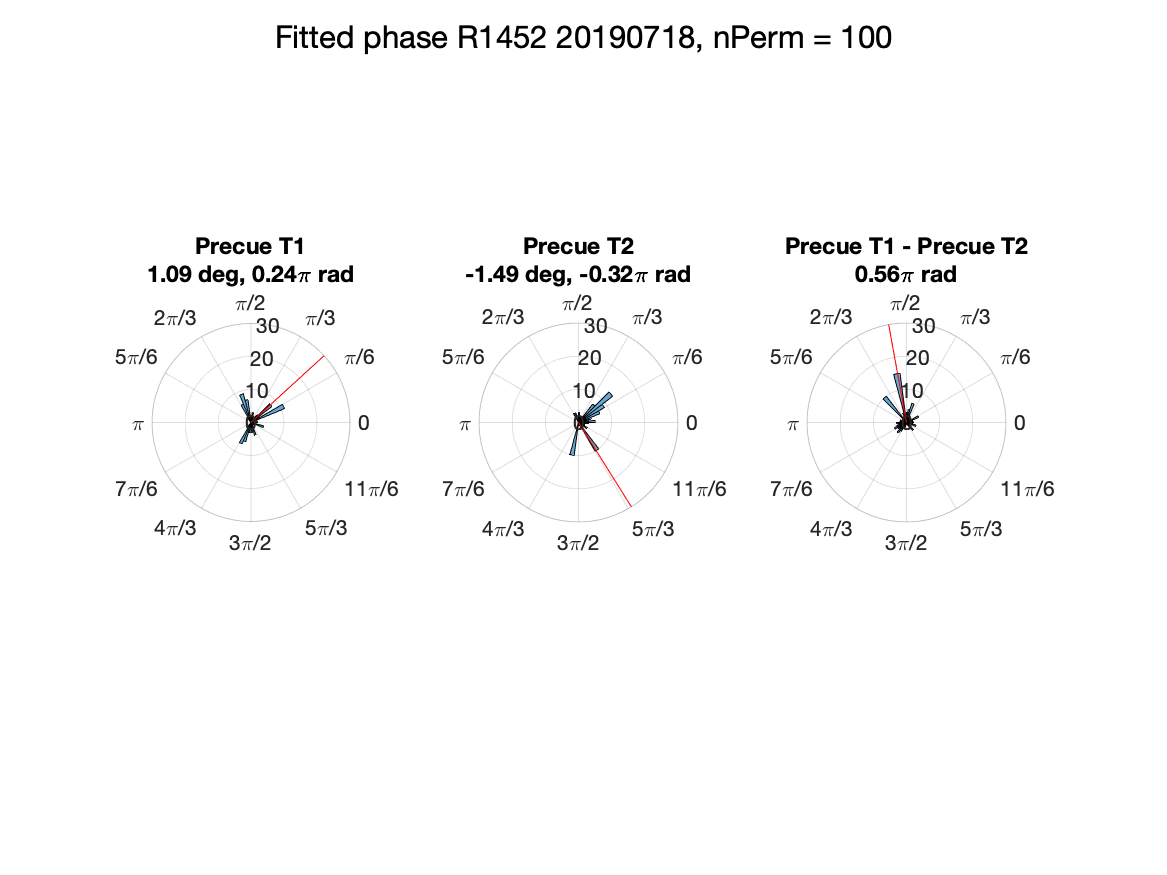 Fitted phase R1452 20190718, nPerm = 100
Precue T1
1.09 deg, 0.24π rad
π/2
2π/3
30
π/3
5π/6
20
π/6
10
π
0
0
7π/6
11π/6
4π/3
5π/3
3π/2
Precue T2
-1.49 deg, -0.32π rad
π/2
2π/3
30
π/3
5π/6
20
π/6
10
π
0
0
7π/6
11π/6
4π/3
5π/3
3π/2
Precue T1 - Precue T2
0.56π rad
π/2
2π/3
30
π/3
5π/6
20
π/6
10
π
0
0
7π/6
11π/6
4π/3
5π/3
3π/2